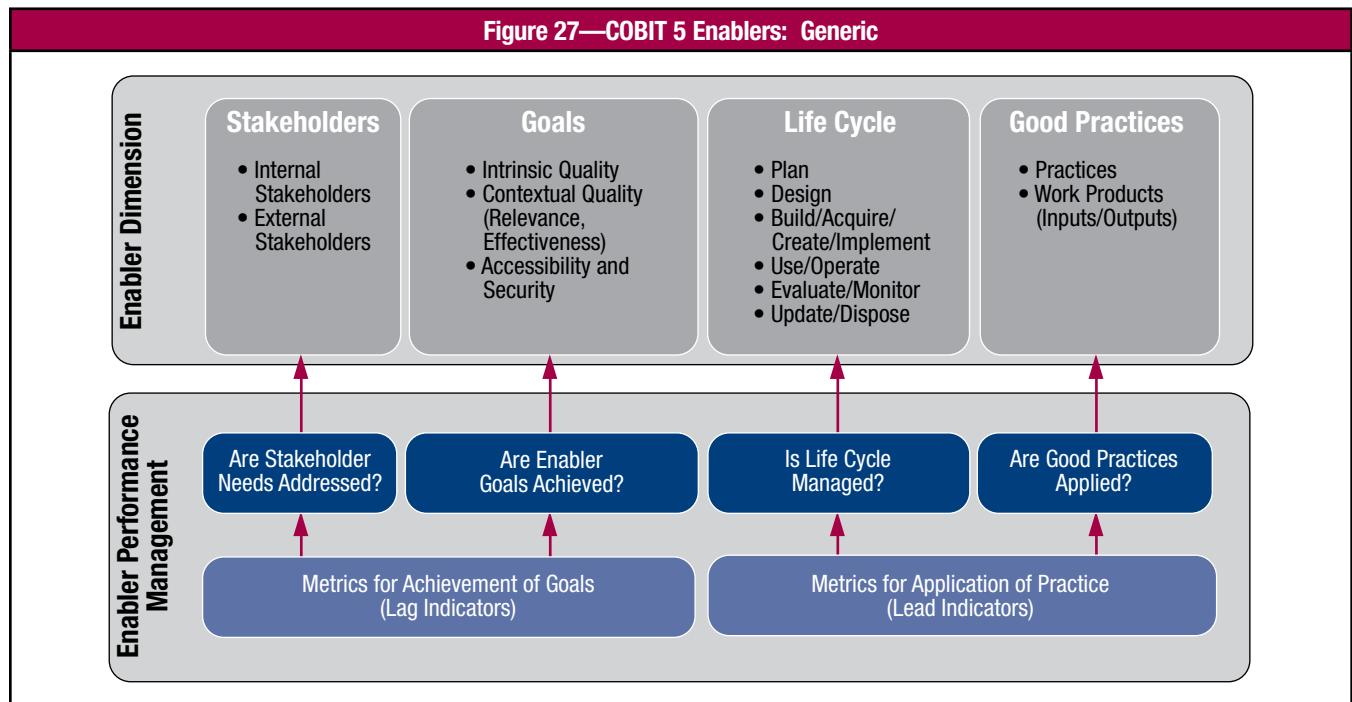 Figure 27—COBIT 5 Enablers: Generic
Enabler Dimension
Stakeholders
• Internal
Stakeholders
• External
Stakeholders
Goals
• Intrinsic Quality
• Contextual Quality
(Relevance,
Effectiveness)
• Accessibility and
Security
Life Cycle
• Plan
• Design
• Build/Acquire/
Create/Implement
• Use/Operate
• Evaluate/Monitor
• Update/Dispose
Good Practices
• Practices
• Work Products
(Inputs/Outputs)
Enabler Performance
Management
Are Stakeholder
Needs Addressed?
Are Enabler
Goals Achieved?
Is Life Cycle
Managed?
Are Good Practices
Applied?
Metrics for Achievement of Goals
(Lag Indicators)
Metrics for Application of Practice
(Lead Indicators)